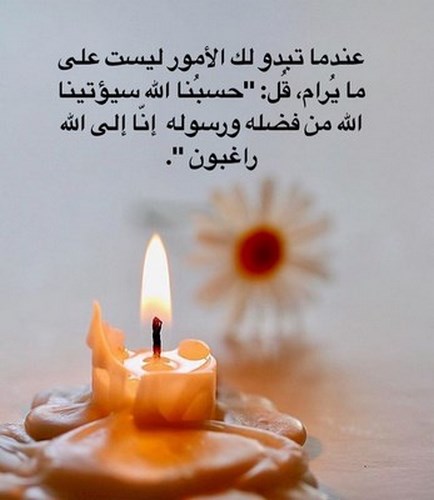 عندما تبدو لك الأمور ليست على
ما يُرام، قُل: "حسبُنا الله سيؤتينا
الله من فضله ورسوله إنّا إلى الله
راغبون".